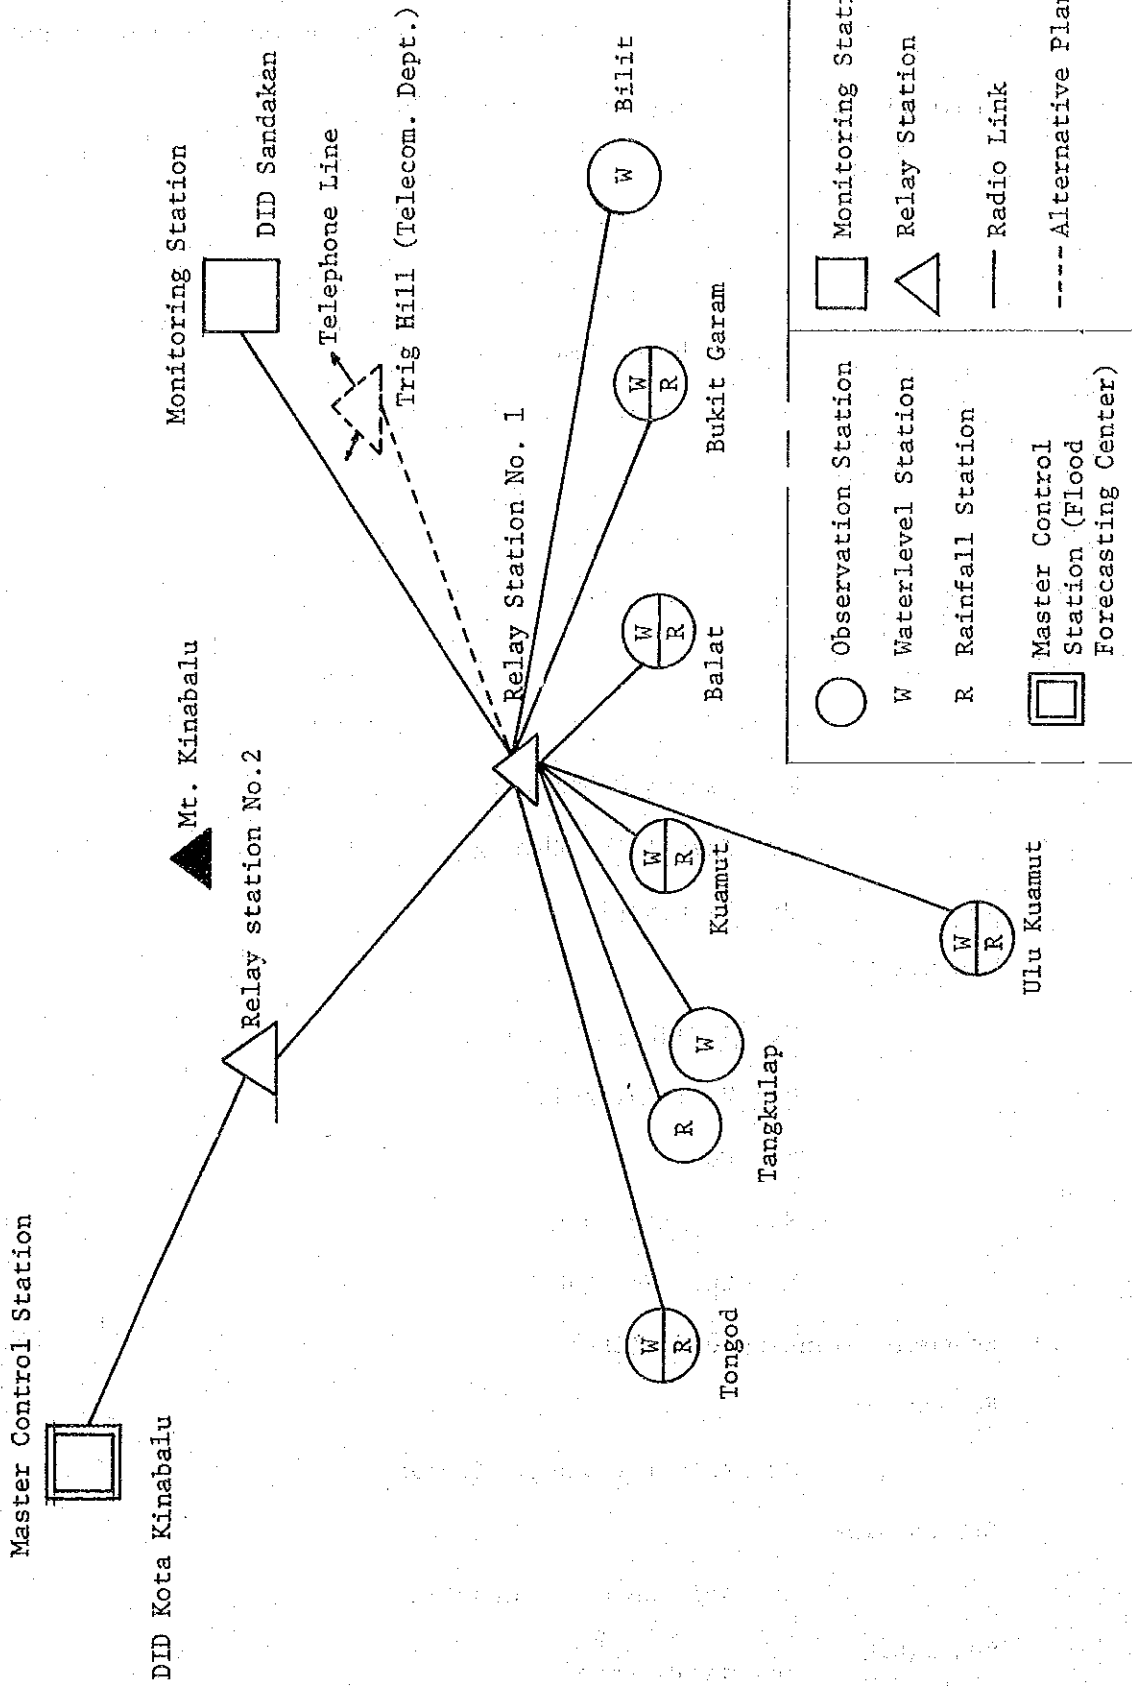 Master Control Station
DID Kota Kinabalu
Mt. Kinabalu
Relay station No.2
Monitoring Station
DID Sandakan
Telephone Line
Trig Hill (Telecom. Dept.)
Relay Station No. 1
W
Bilit
W
R
Bukit Garam
W
R
Balat
W
R
Kuamut
W
R
Ulu Kuamut
W
R
Tangkulap
W
R
Tongod
Observation Station
W Waterlevel Station
R Rainfall Station
Master Control
Station (Flood
Forecasting Center)
Monitoring Stati
Relay Station
Radio Link
Alternative Plan